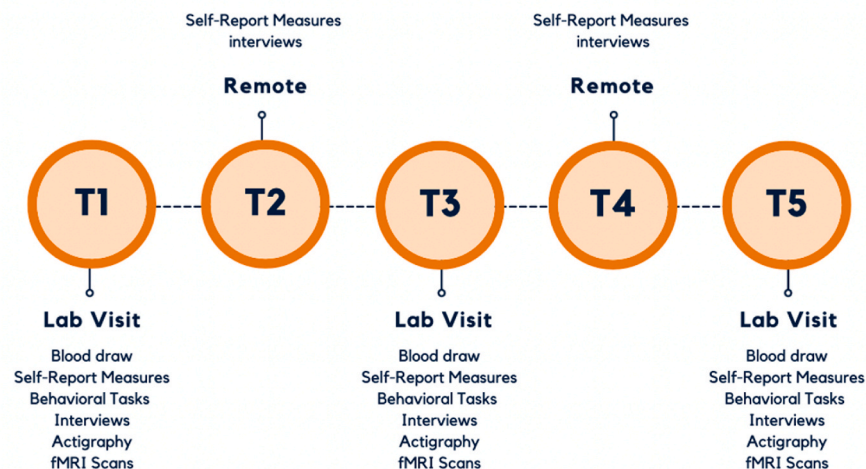 Self-Report Measures
interviews
Remote
Self-Report Measures
interviews
Remote
T1
T2
T3
T4
T5
Lab Visit
Blood draw
Self-Report Measures
Behavioral Tasks
Interviews
Actigraphy
fMRI Scans
Lab Visit
Blood draw
Self-Report Measures
Behavioral Tasks
Interviews
Actigraphy
fMRI Scans
Lab Visit
Blood draw
Self-Report Measures
Behavioral Tasks
Interviews
Actigraphy
fMRI Scans